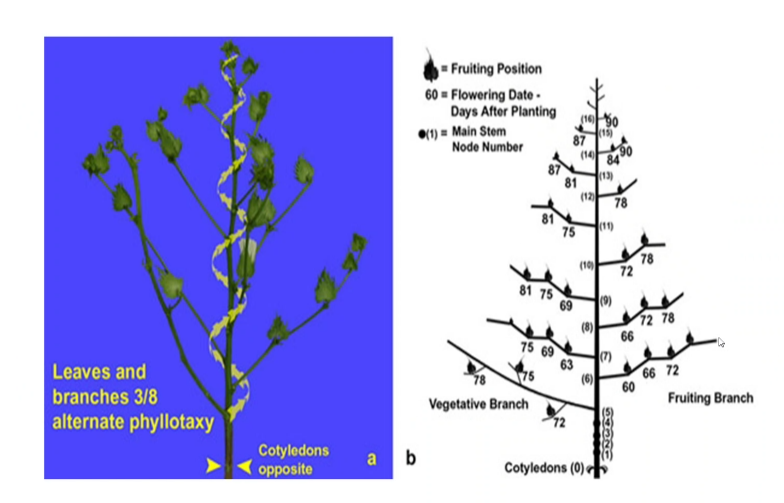 Leaves and
branches 3/8
alternate phyllotaxy
Cotyledons
opposite
a
b
= Fruiting Position
60 = Flowering Date -
Days After Planting
(1) = Main Stem
Node Number
(16) 90
87 (15)
(14) 84 90
87 81 (13)
(12) 78
81 75 (11)
(10) 72 78
81 75 69 (9)
(8) 66 72 78
75 69 63 (7)
(6) 60 66 72
78 75
Vegetative Branch
Fruiting Branch
72
(5)
(4)
(3)
(2)
(1)
Cotyledons (0)